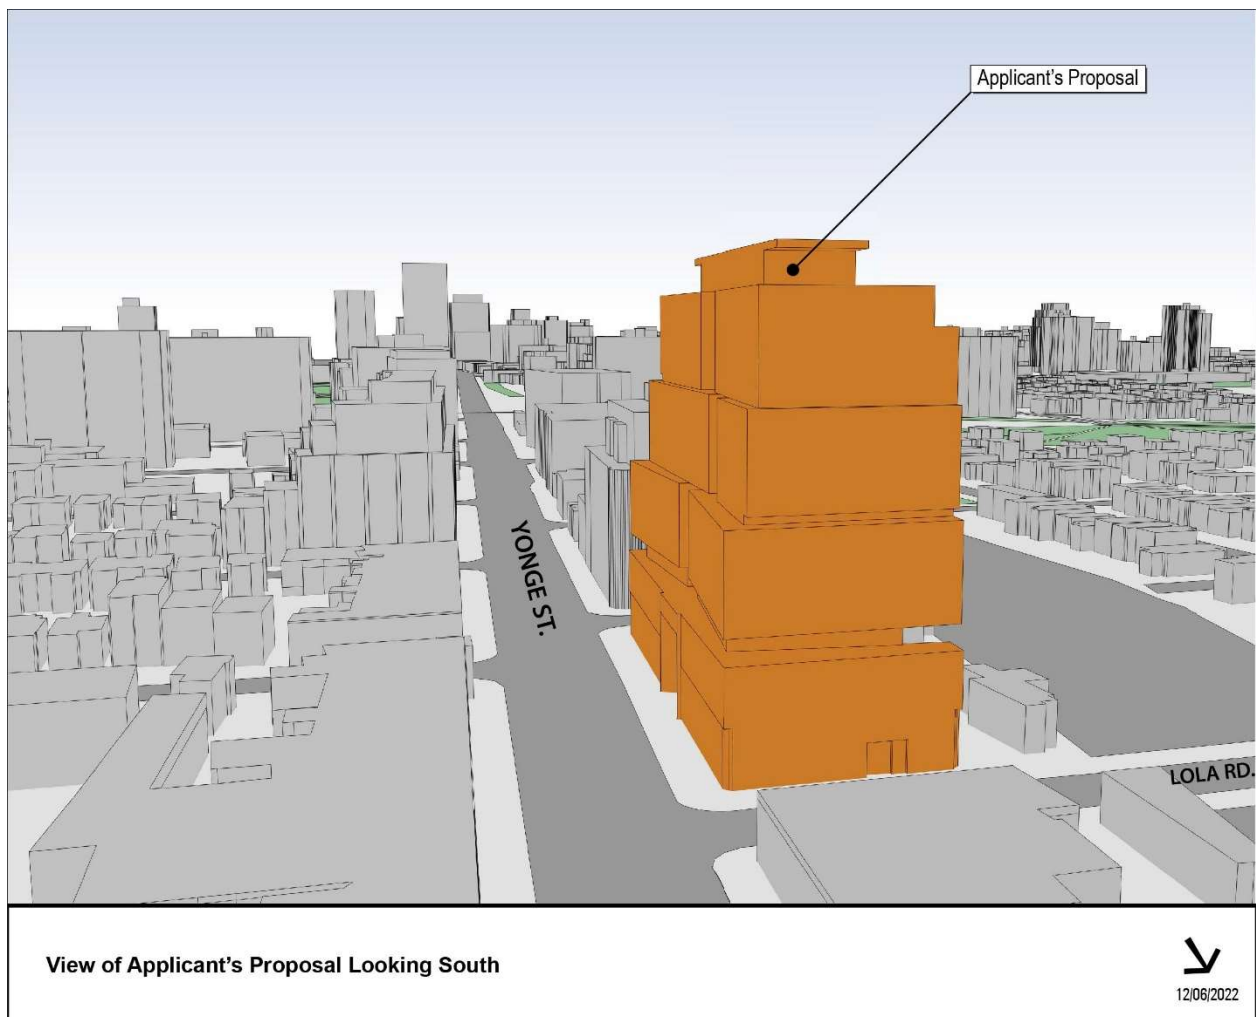 Applicant's Proposal
YONGE ST.
LOLA RD.
View of Applicant's Proposal Looking South
12/06/2022